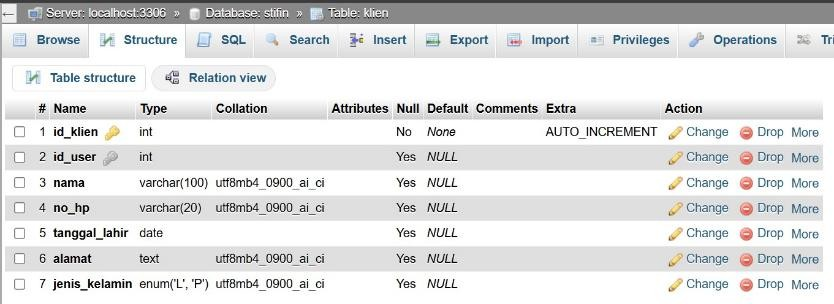 Server: localhost:3306 » Database: stifin » Table: klien
Browse Structure SQL Search Insert Export Import Privileges Operations Tri
Table structure Relation view
# Name Type Collation Attributes Null Default Comments Extra Action
1 id_klien int No None AUTO_INCREMENT Change Drop More
2 id_user int Yes NULL Change Drop More
3 nama varchar(100) utf8mb4_0900_ai_ci Yes NULL Change Drop More
4 no_hp varchar(20) utf8mb4_0900_ai_ci Yes NULL Change Drop More
5 tanggal_lahir date Yes NULL Change Drop More
6 alamat text utf8mb4_0900_ai_ci Yes NULL Change Drop More
7 jenis_kelamin enum('L', 'P') utf8mb4_0900_ai_ci Yes NULL Change Drop More